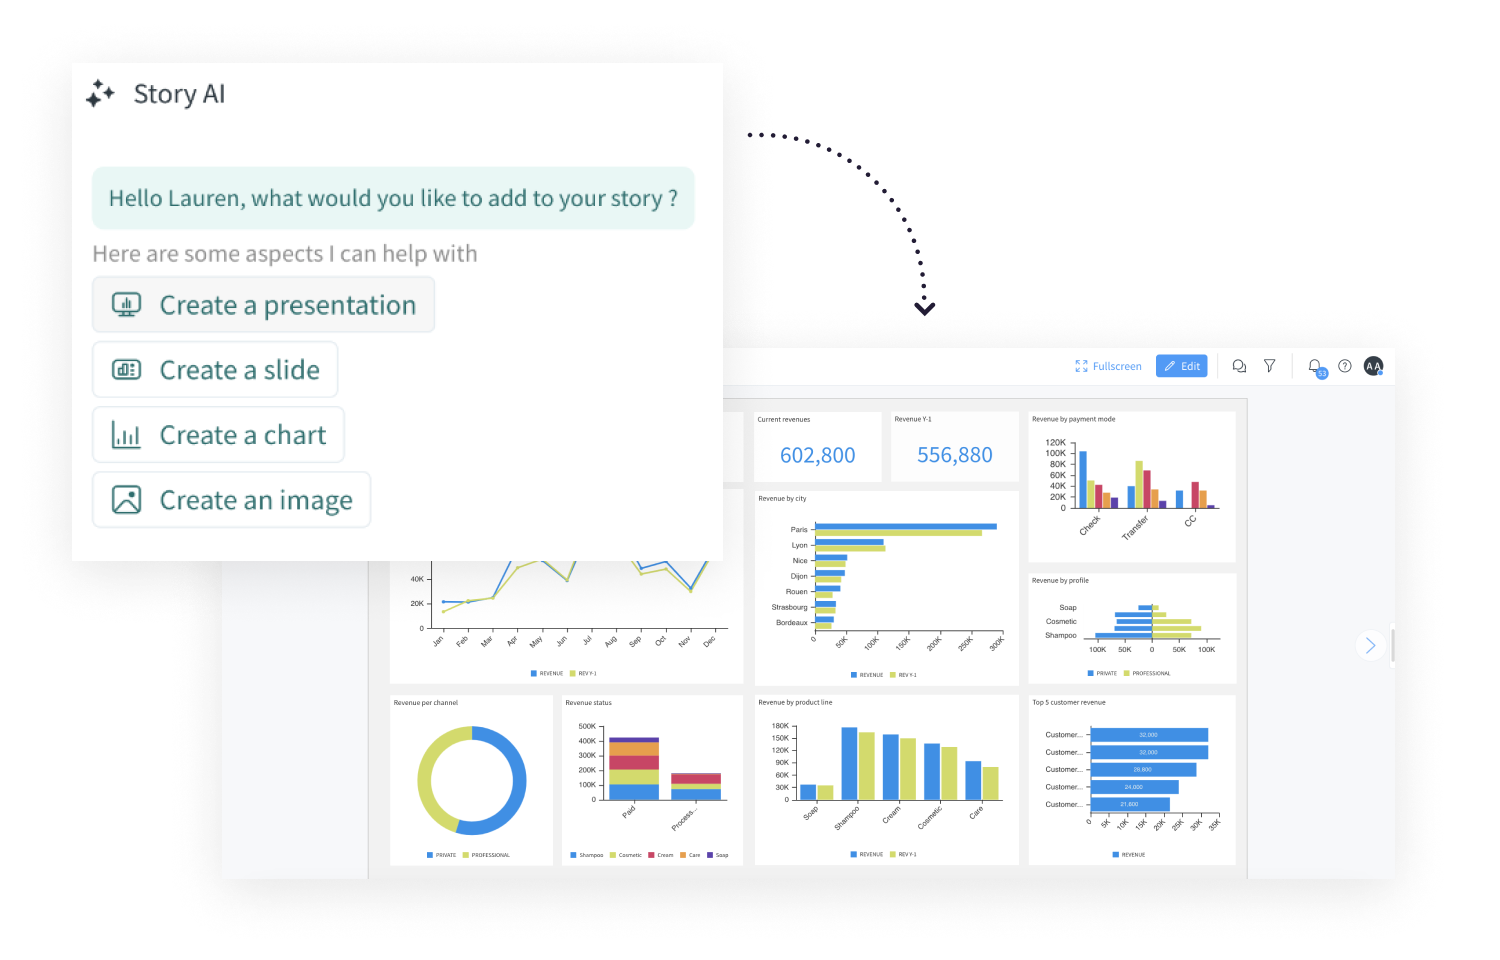 Story AI
Hello Lauren, what would you like to add to your story ?
Here are some aspects I can help with
Create a presentation
Create a slide
Create a chart
Create an image
Fullscreen
Edit
53
AA
Current revenues
602,800
Revenue Y-1
556,880
Revenue by payment mode
120K
100K
80K
60K
40K
20K
0
Check
Transfer
CC
40K
20K
0
Jan
Feb
Mar
Apr
May
Jun
Jul
Aug
Sep
Oct
Nov
Dec
REVENUE
REV Y-1
Revenue by city
Paris
Lyon
Nice
Dijon
Rouen
Strasbourg
Bordeaux
0
50K
100K
150K
200K
250K
300K
REVENUE
REV Y-1
Revenue by profile
Soap
Cosmetic
Shampoo
100K
50K
0
50K
100K
PRIVATE
PROFESSIONAL
Revenue per channel
PRIVATE
PROFESSIONAL
Revenue status
500K
400K
300K
200K
100K
0
Paid
Process...
Shampoo
Cosmetic
Cream
Care
Soap
Revenue by product line
180K
150K
120K
90K
60K
30K
0
Soap
Shampoo
Cream
Cosmetic
Care
REVENUE
REV Y-1
Top 5 customer revenue
Customer... 32,000
Customer... 32,000
Customer... 28,800
Customer... 24,000
Customer... 21,600
0
5K
10K
15K
20K
25K
30K
35K
REVENUE